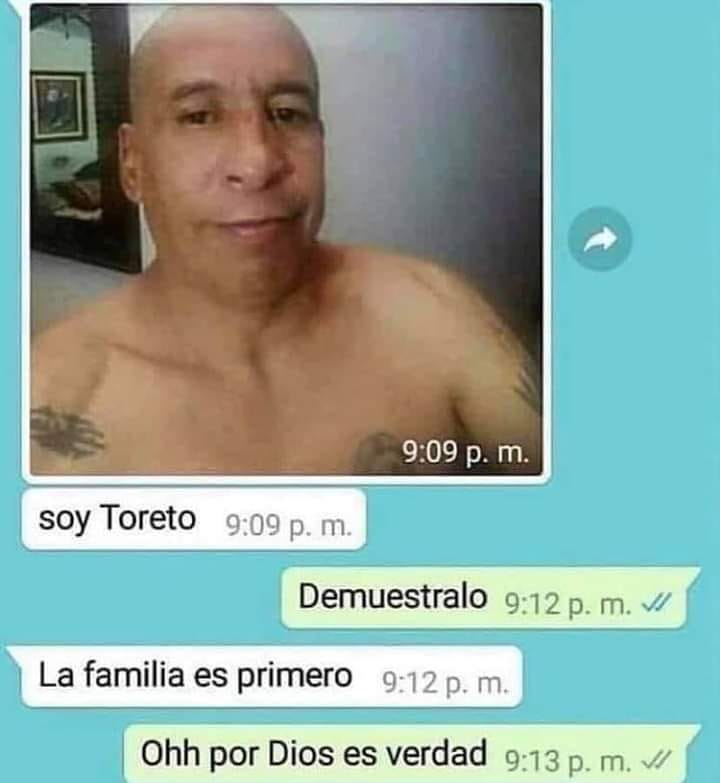 9:09 p. m.
soy Toreto 9:09 p. m.
Demuestralo 9:12 p. m.
La familia es primero 9:12 p. m.
Ohh por Dios es verdad 9:13 p. m.